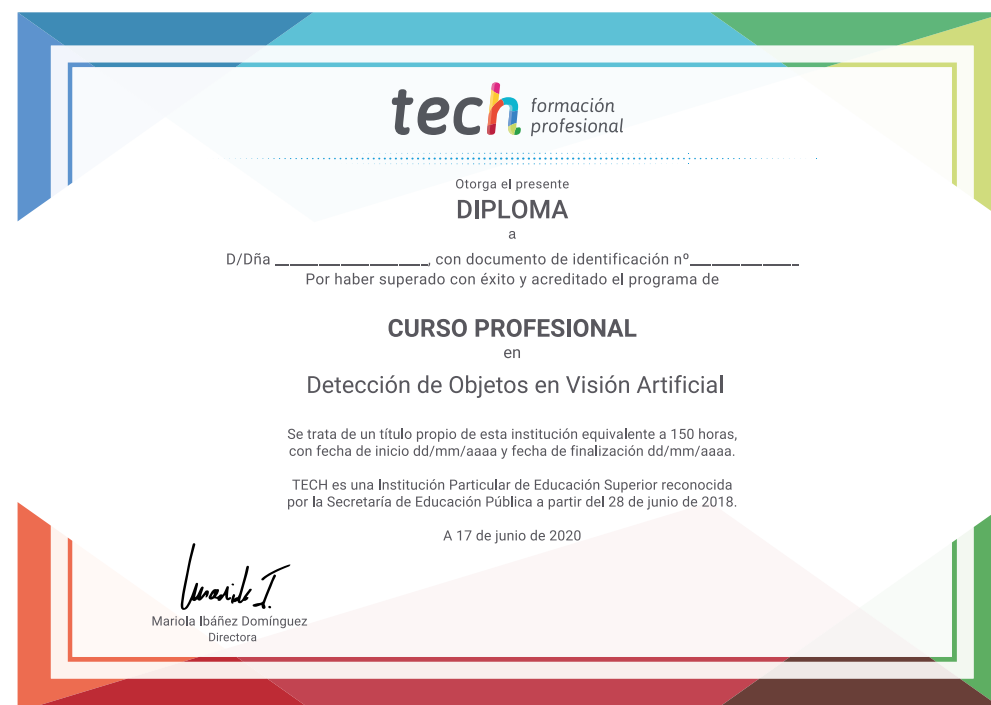 tech formación
profesional
Otorga el presente
DIPLOMA
a
D/Dña ____________________, con documento de identificación nº______________
Por haber superado con éxito y acreditado el programa de
CURSO PROFESIONAL
en
Detección de Objetos en Visión Artificial
Se trata de un título propio de esta institución equivalente a 150 horas,
con fecha de inicio dd/mm/aaaa y fecha de finalización dd/mm/aaaa.
TECH es una Institución Particular de Educación Superior reconocida
por la Secretaría de Educación Pública a partir del 28 de junio de 2018.
A 17 de junio de 2020
Mariola Ibáñez Domínguez
Directora